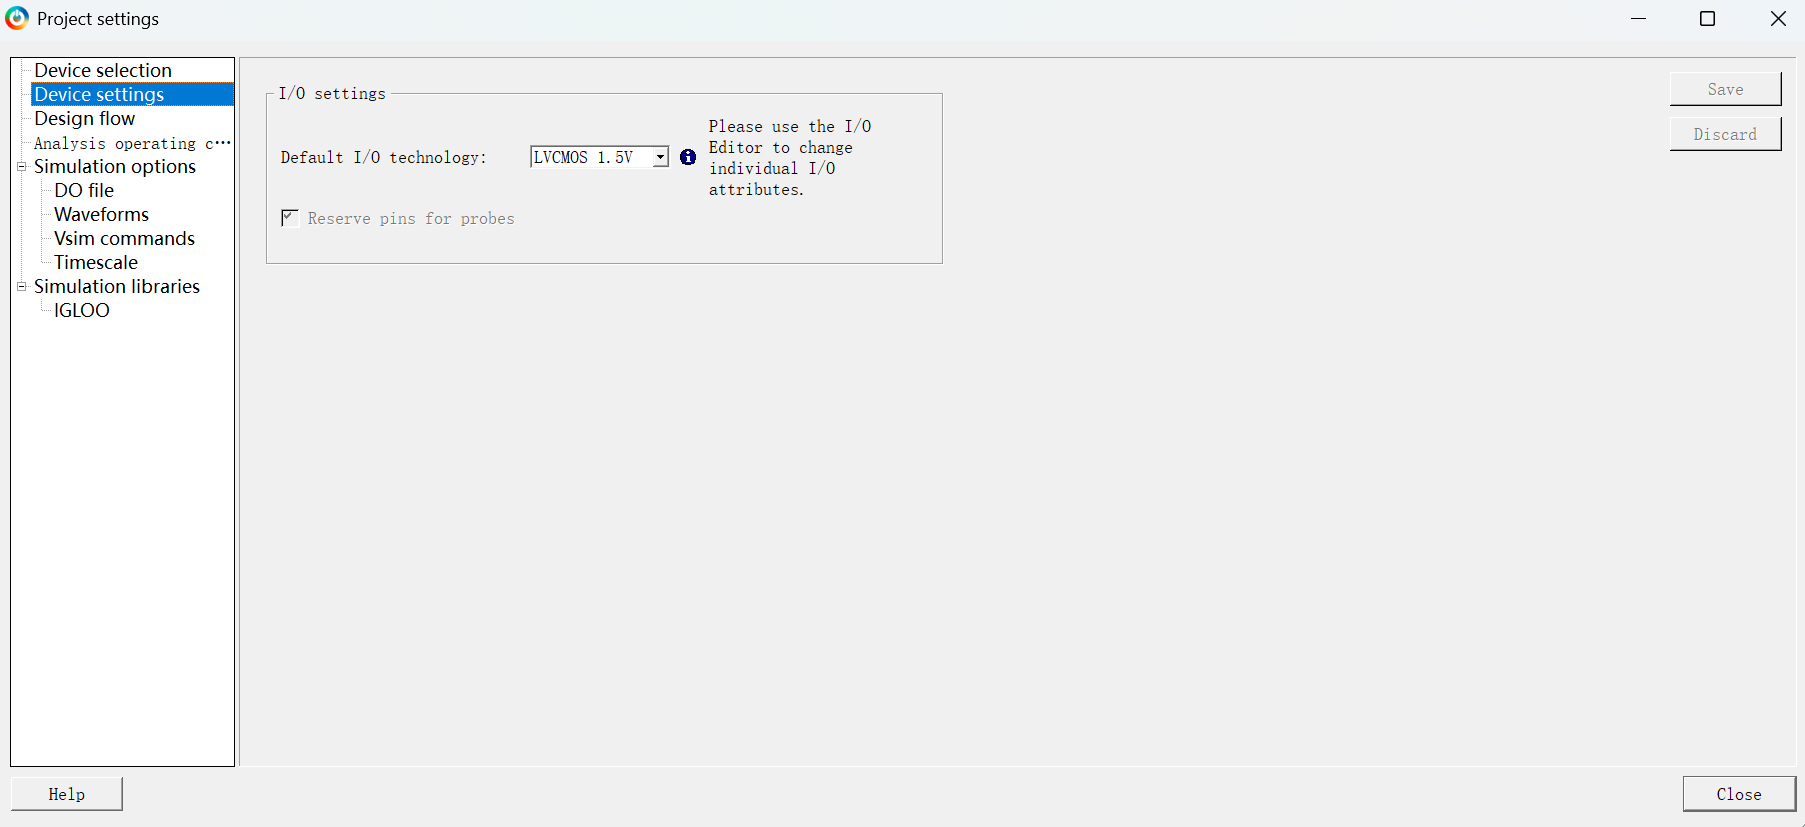 Project settings
Device selection
Device settings
Design flow
Analysis operating c...
Simulation options
DO file
Waveforms
Vsim commands
Timescale
Simulation libraries
IGLOO
I/O settings
Default I/O technology:
LVCMOS 1.5V
Please use the I/O
Editor to change
individual I/O
attributes.
Reserve pins for probes
Save
Discard
Help
Close